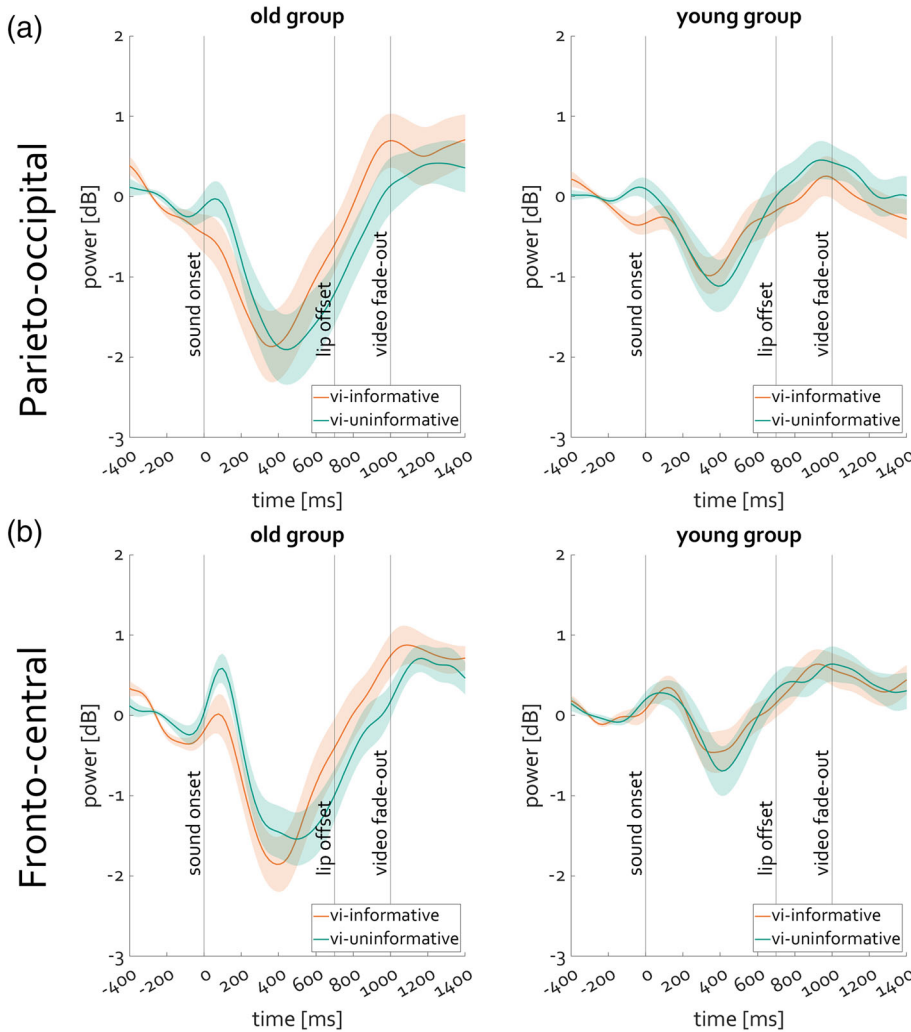 (a)
old group
young group
Parieto-occipital
power [dB]
2
1
0
-1
-2
-3
sound onset
lip offset
video fade-out
vi-informative
vi-uninformative
-400
-200
0
200
400
600
800
1000
1200
1400
time [ms]
power [dB]
2
1
0
-1
-2
-3
sound onset
lip offset
video fade-out
vi-informative
vi-uninformative
-400
-200
0
200
400
600
800
1000
1200
1400
time [ms]
(b)
old group
young group
Fronto-central
power [dB]
2
1
0
-1
-2
-3
sound onset
lip offset
video fade-out
vi-informative
vi-uninformative
-400
-200
0
200
400
600
800
1000
1200
1400
time [ms]
power [dB]
2
1
0
-1
-2
-3
sound onset
lip offset
video fade-out
vi-informative
vi-uninformative
-400
-200
0
200
400
600
800
1000
1200
1400
time [ms]